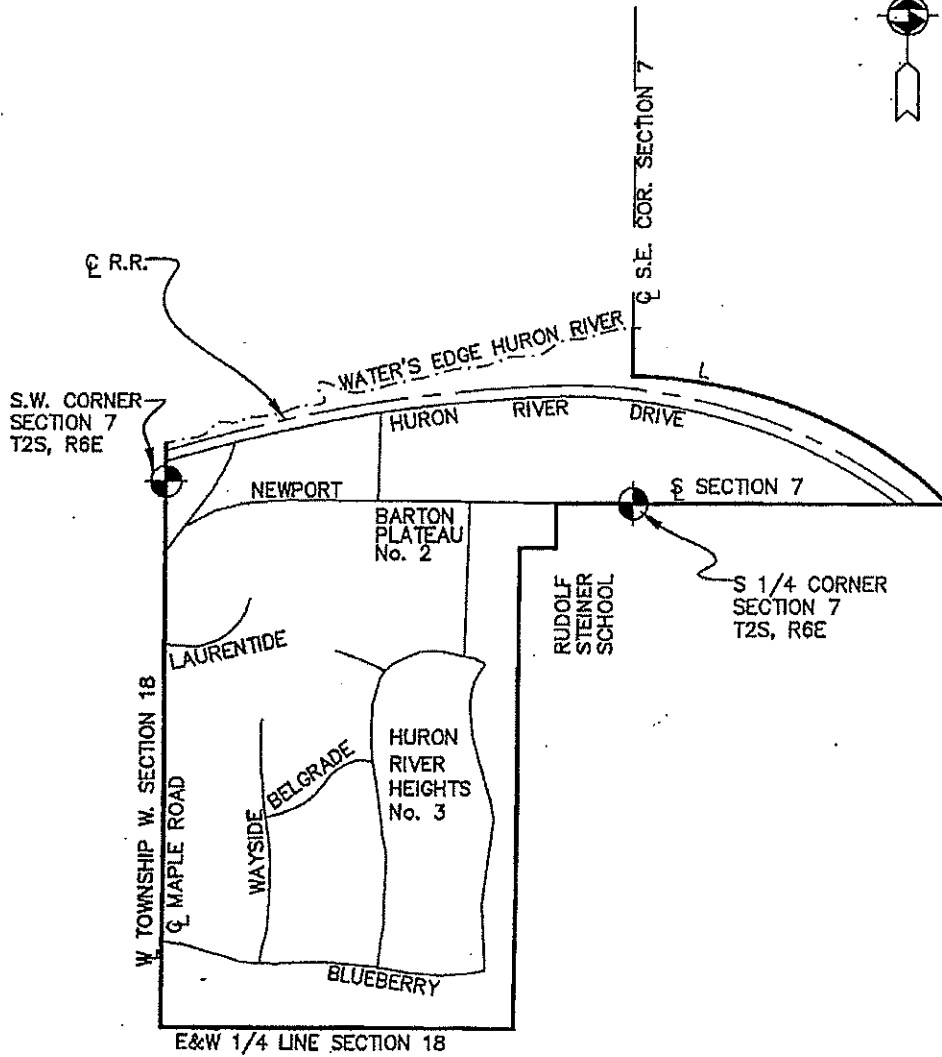 ℄ S.E. COR. SECTION 7
℄ R.R.
WATER'S EDGE HURON RIVER
L
S.W. CORNER
SECTION 7
T2S, R6E
HURON RIVER DRIVE
NEWPORT
SECTION 7
BARTON
PLATEAU
No. 2
RUDOLF
STEINER
SCHOOL
S 1/4 CORNER
SECTION 7
T2S, R6E
LAURENTIDE
W TOWNSHIP W. SECTION 18
℄ MAPLE ROAD
HURON
RIVER
HEIGHTS
No. 3
BELGRADE
WAYSIDE
BLUEBERRY
E&W 1/4 LINE SECTION 18